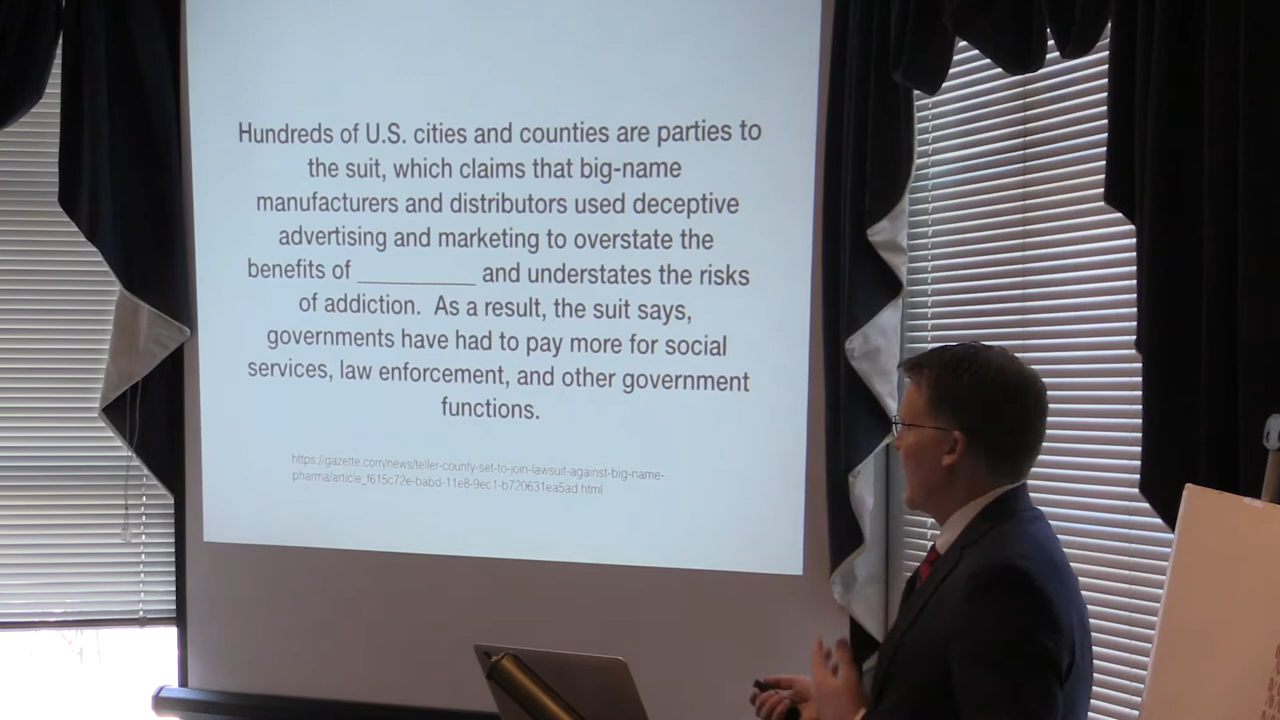 Hundreds of U.S. cities and counties are parties to
the suit, which claims that big-name
manufacturers and distributors used deceptive
advertising and marketing to overstate the
benefits of __________ and understates the risks
of addiction.  As a result, the suit says,
governments have had to pay more for social
services, law enforcement, and other government
functions.
https://gazette.com/news/teller-county-set-to-join-lawsuit-against-big-name-
pharma/article_f615c72e-babd-11e8-9ec1-b720631ea5ad.html